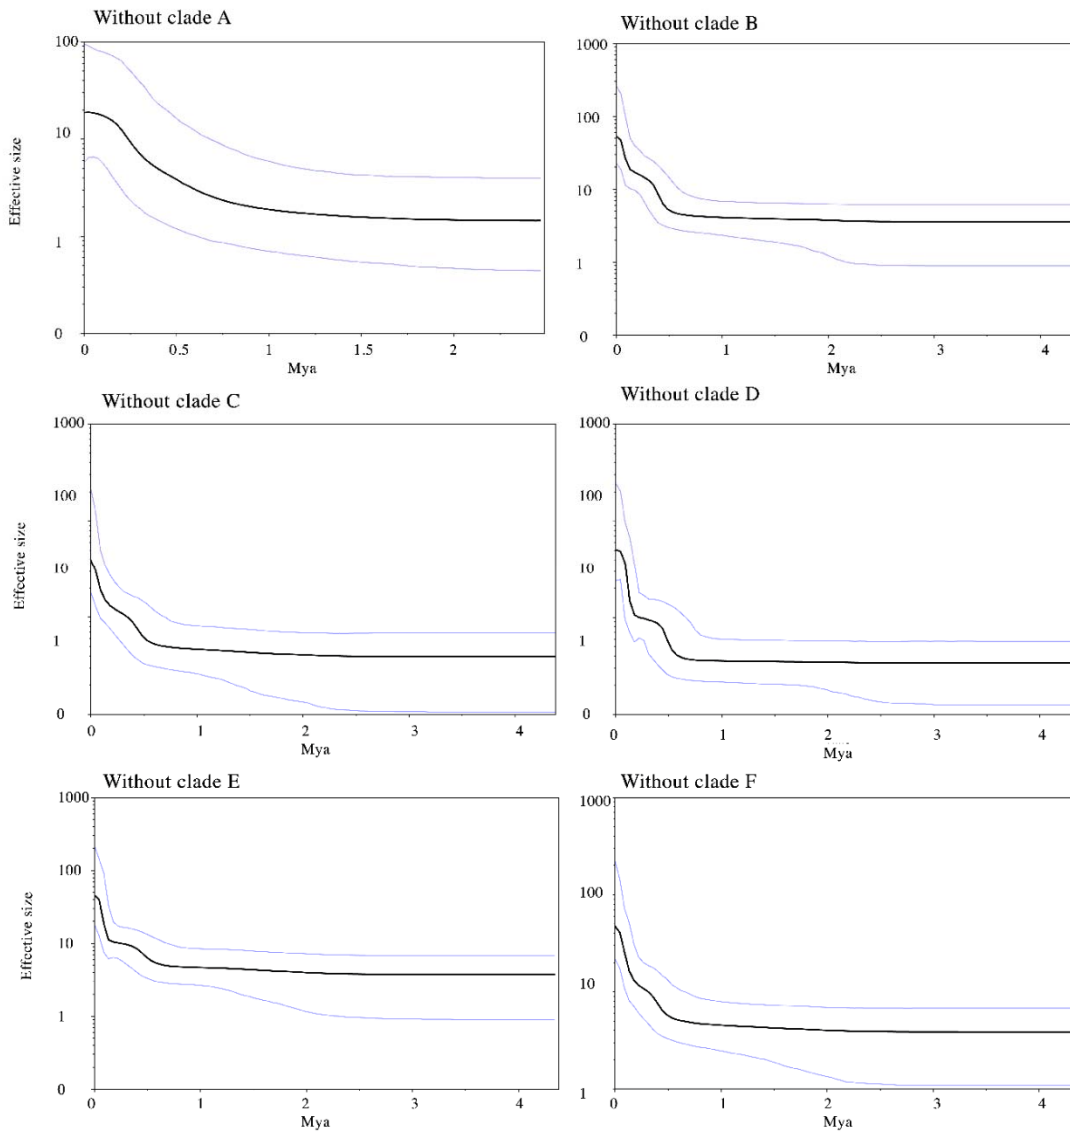 Without clade A
100
10
1
0
Effective size
0 0.5 1 1.5 2
Mya
Without clade B
1000
100
10
1
0
0 1 2 3 4
Mya
Without clade C
1000
100
10
1
0
Effective size
0 1 2 3 4
Mya
Without clade D
1000
100
10
1
0
0 1 2 3 4
Mya
Without clade E
1000
100
10
1
0
Effective size
0 1 2 3 4
Mya
Without clade F
1000
100
10
1
0 1 2 3 4
Mya